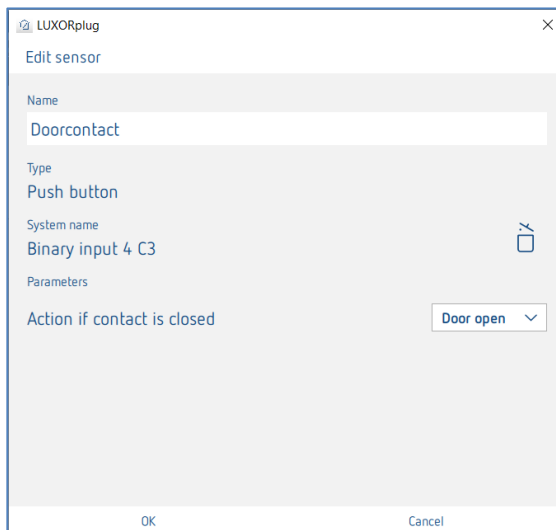 LUXORplug
Edit sensor
Name
Doorcontact
Type
Push button
System name
Binary input 4 C3
Parameters
Action if contact is closed Door open
OK Cancel